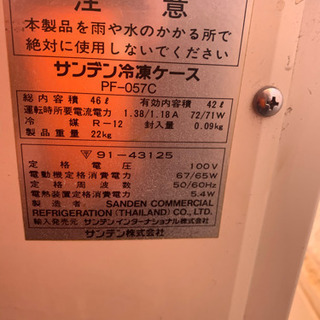 注意
本製品を雨や水のかかる所で
絶対に使用しないでください
サンデン冷凍ケース
PF-057C
総内容積 46ℓ 有効内容積 42ℓ
運転時所要電流電力 1.38/1.18A 72/71W
冷媒 R-12 封入量 0.09kg
製品重量 22kg
▽ 91-43125
定格電圧 100V
電動機定格消費電力 67/65W
定格周波数 50/60Hz
電熱装置定格消費電力 5.4W
製造者 SANDEN COMMERCIAL
REFRIGERATION (THAILAND) CO., LTD.
輸入発売元 サンデンインターナショナル株式会社
サンデン株式会社